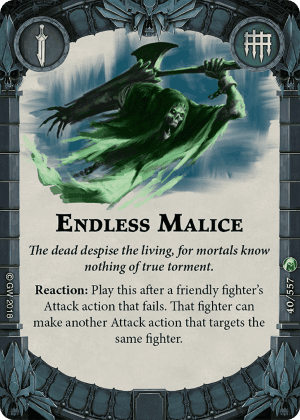 ENDLESS MALICE
The dead despise the living, for mortals know
nothing of true torment.
Reaction: Play this after a friendly fighter's
Attack action that fails. That fighter can
make another Attack action that targets the
same fighter.
© GW 2018
40/557